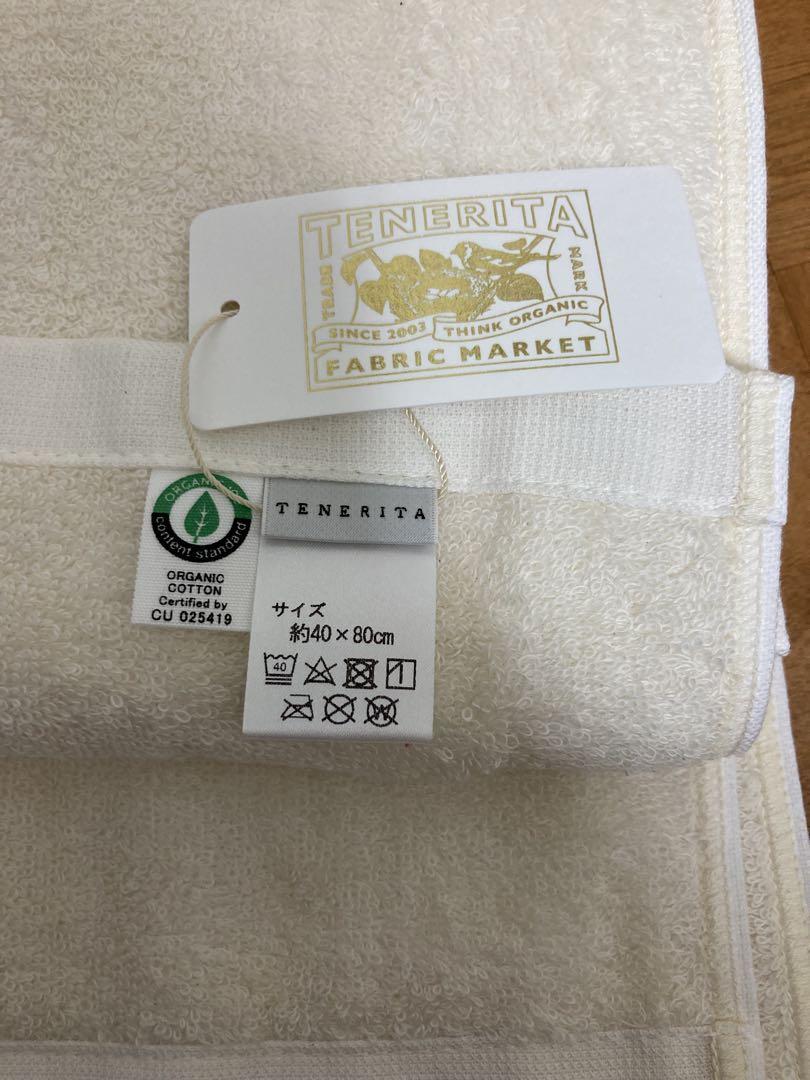 TENERITA
TRADE
MARK
SINCE 2003 THINK ORGANIC
FABRIC MARKET
ORGANIC
content standard
ORGANIC
COTTON
Certified by
CU 025419
TENERITA
サイズ
約40×80cm
40
W